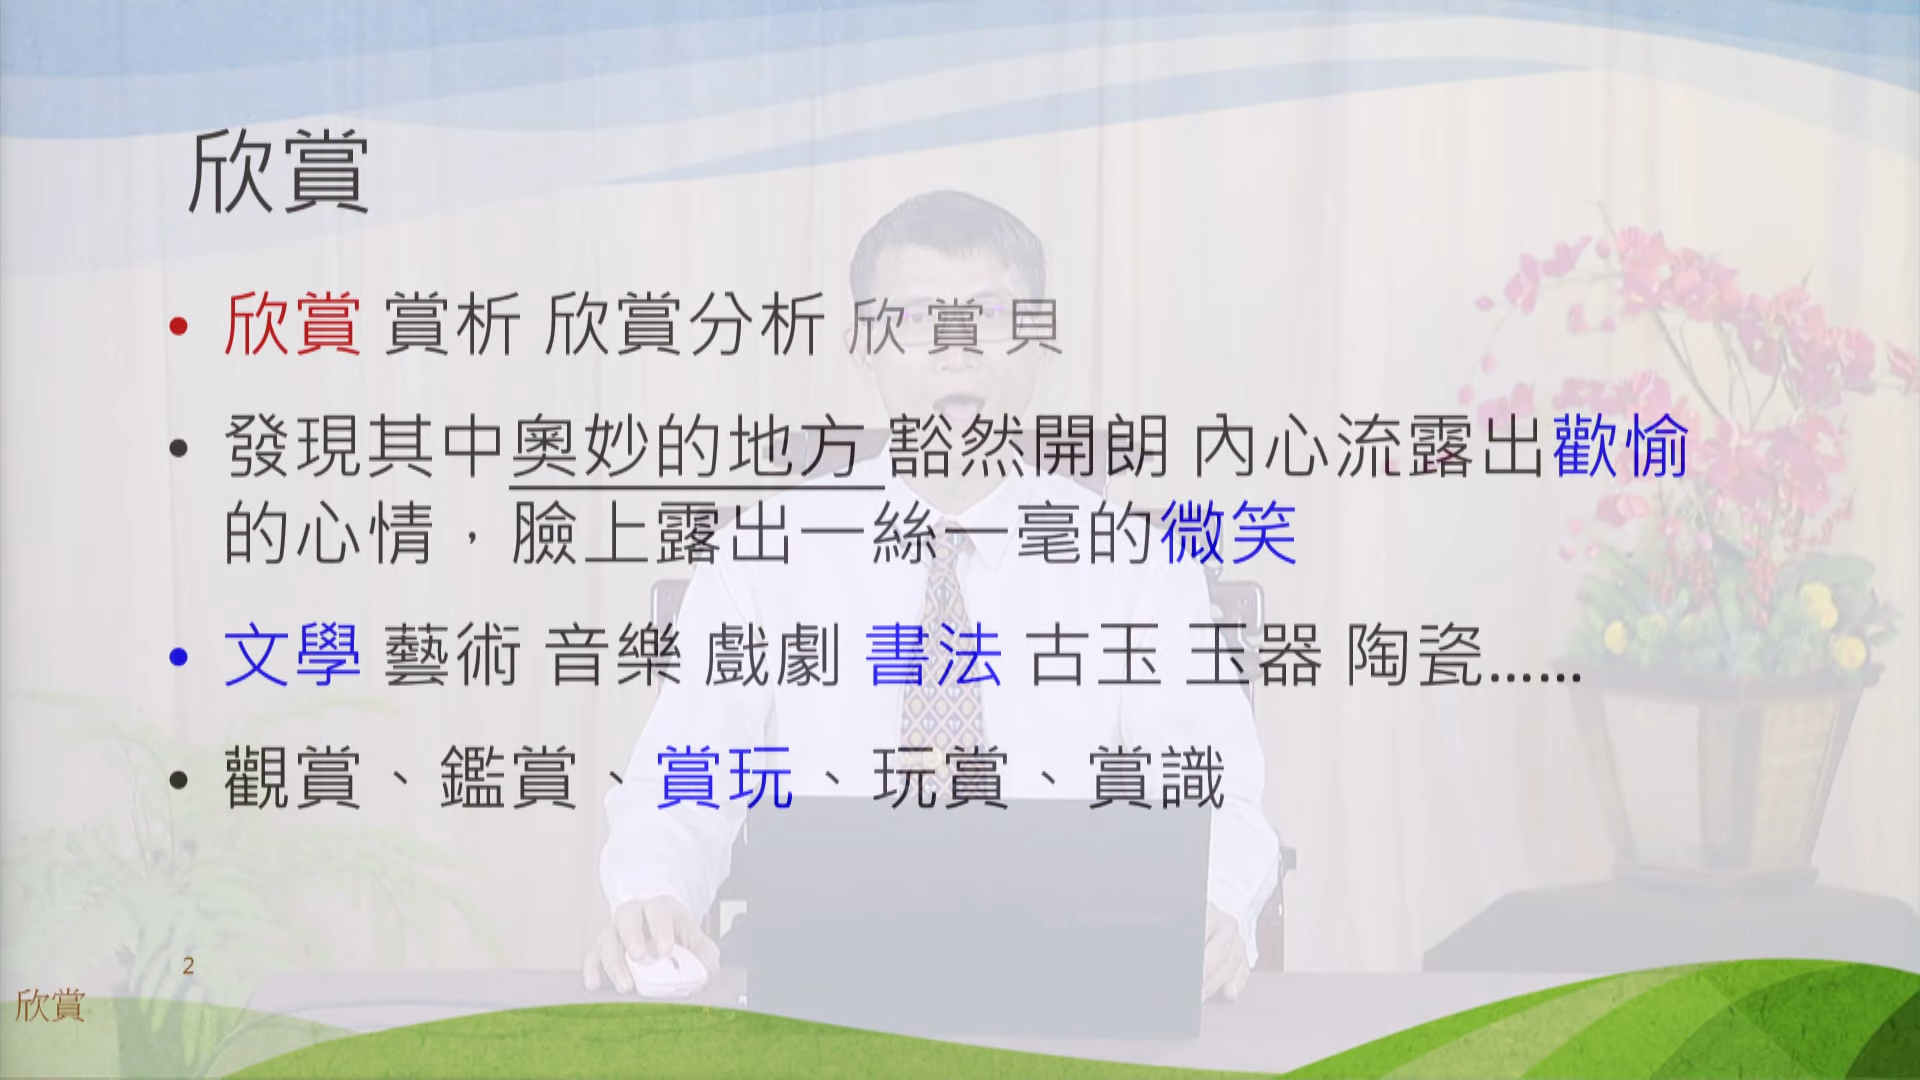 欣賞
• 欣賞 賞析 欣賞分析 欣 賞 貝
• 發現其中奧妙的地方 豁然開朗 內心流露出歡愉
的心情，臉上露出一絲一毫的微笑
• 文學 藝術 音樂 戲劇 書法 古玉 玉器 陶瓷……
• 觀賞、鑑賞、賞玩、玩賞、賞識
2
欣賞